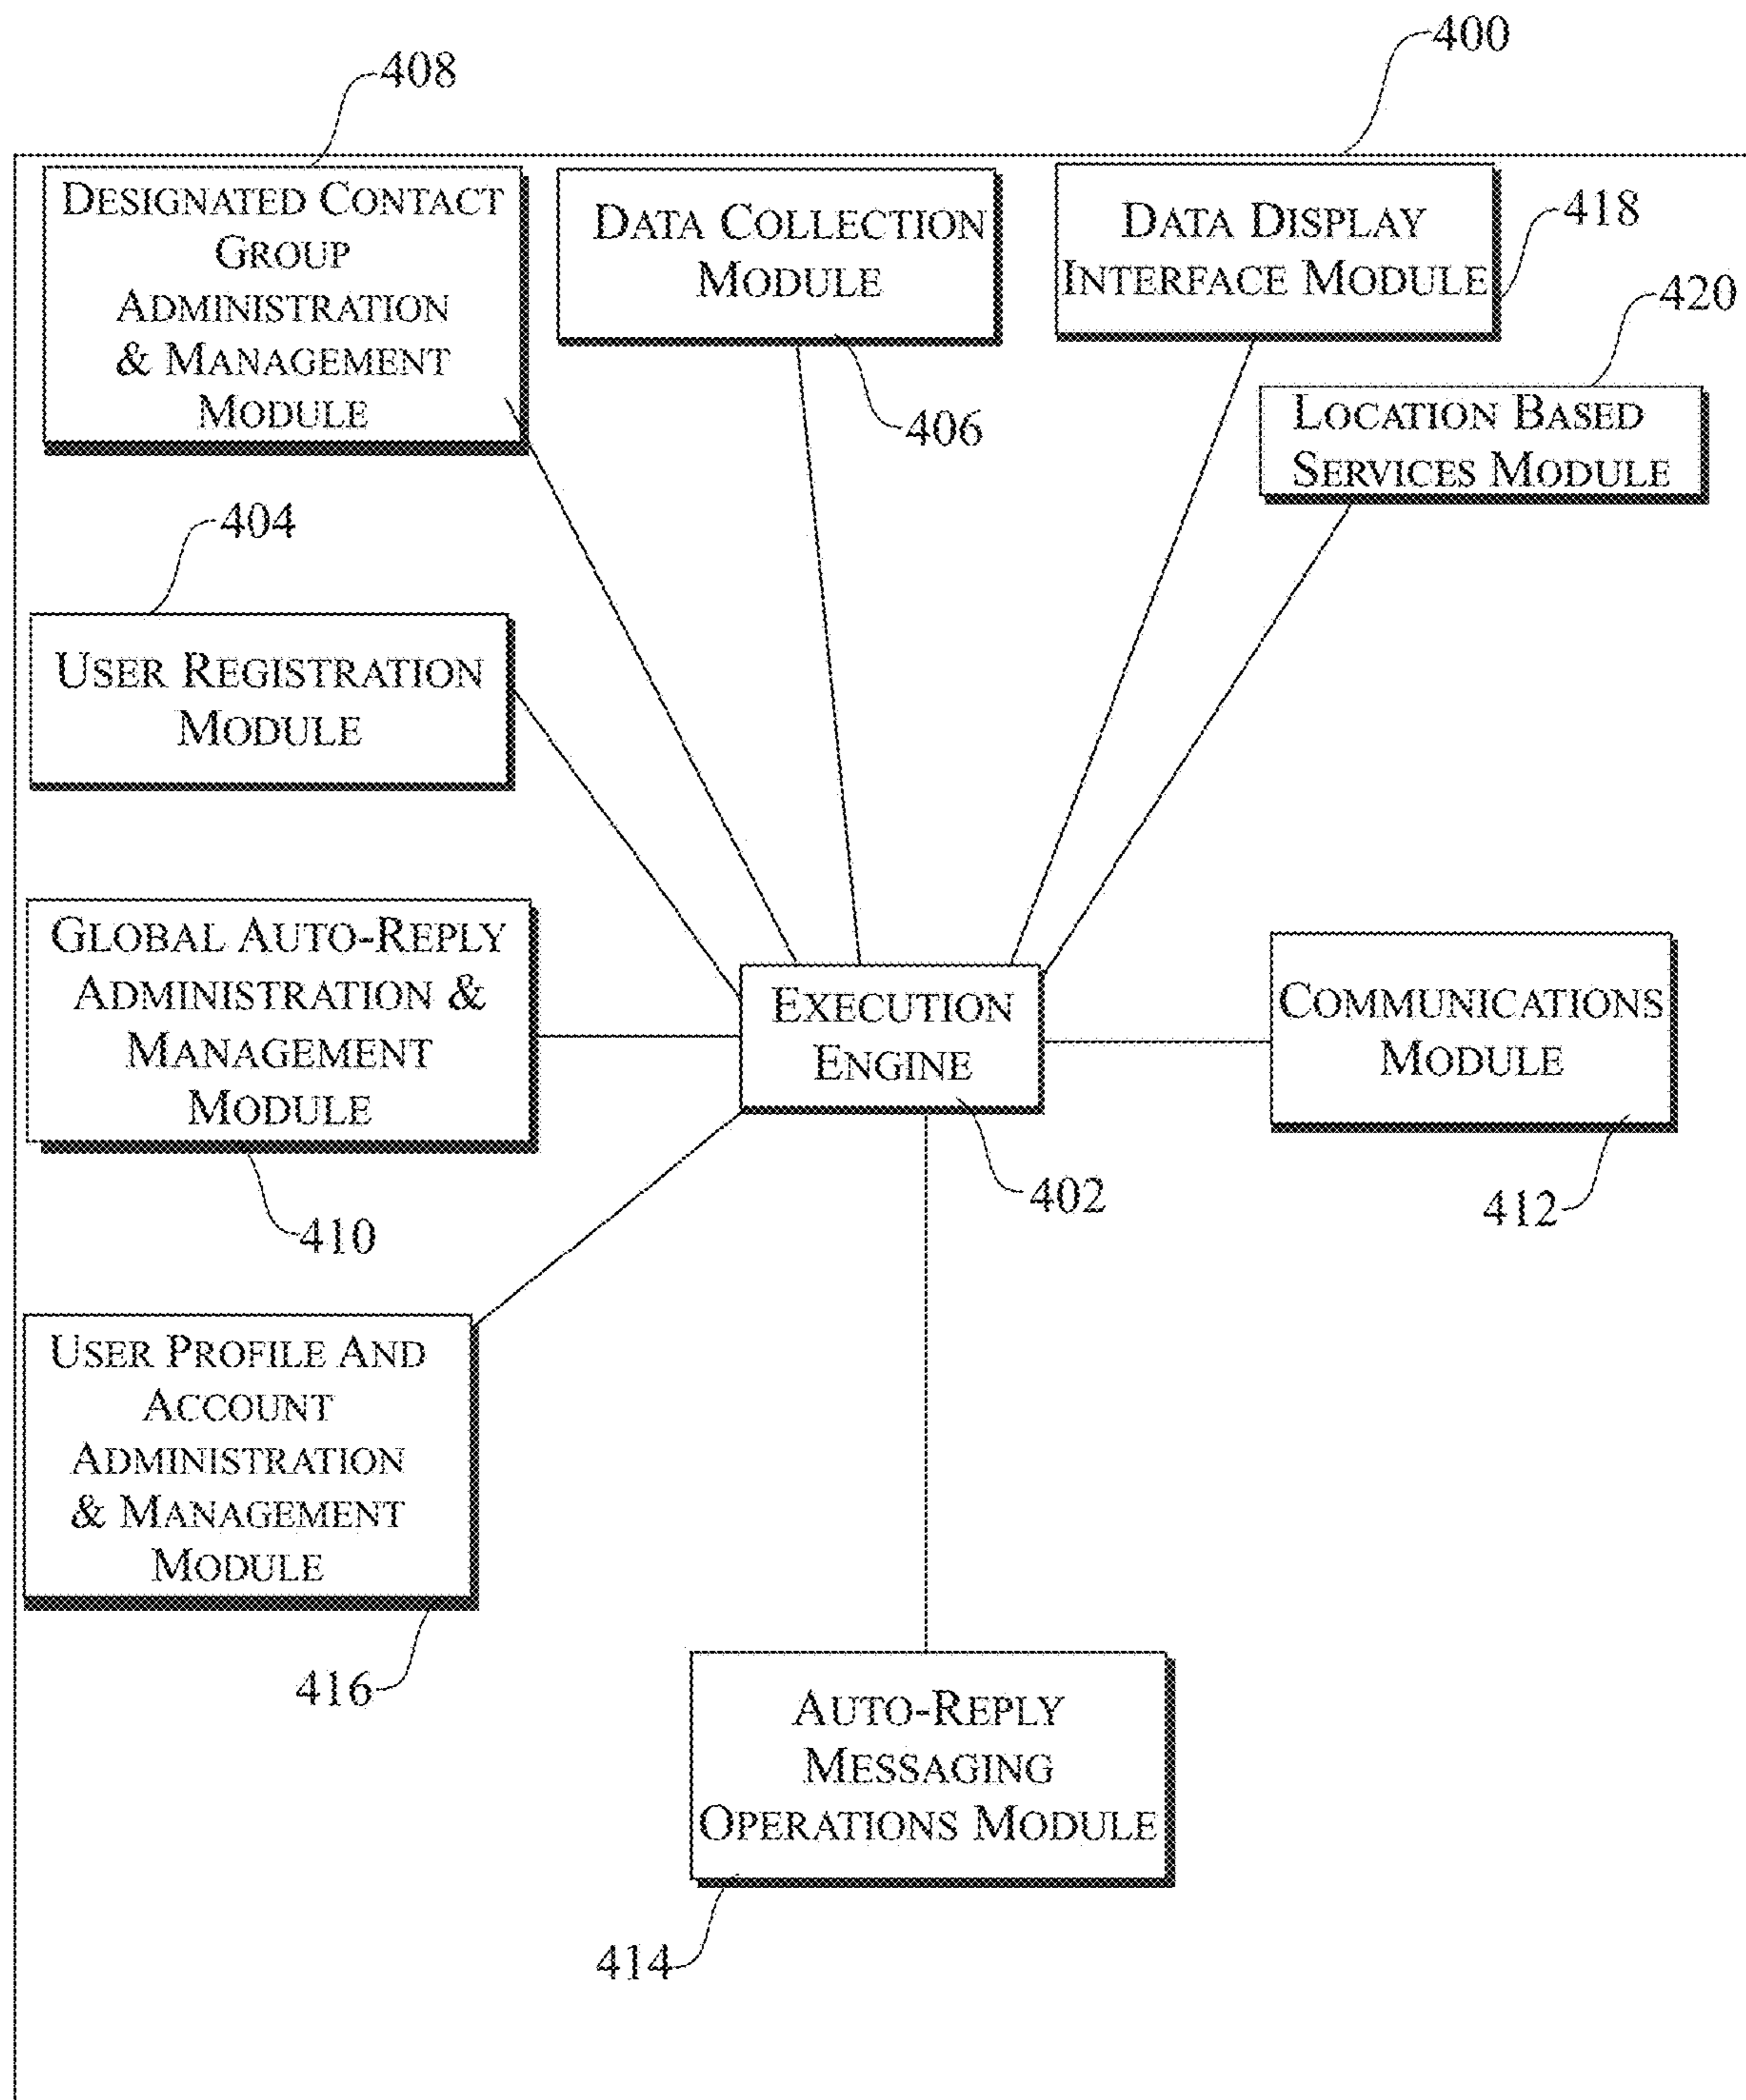 400
408
DESIGNATED CONTACT
GROUP
ADMINISTRATION
& MANAGEMENT
MODULE
DATA COLLECTION
MODULE
406
DATA DISPLAY
INTERFACE MODULE
418
420
LOCATION BASED
SERVICES MODULE
404
USER REGISTRATION
MODULE
GLOBAL AUTO-REPLY
ADMINISTRATION &
MANAGEMENT
MODULE
410
EXECUTION
ENGINE
402
COMMUNICATIONS
MODULE
412
USER PROFILE AND
ACCOUNT
ADMINISTRATION
& MANAGEMENT
MODULE
416
AUTO-REPLY
MESSAGING
OPERATIONS MODULE
414